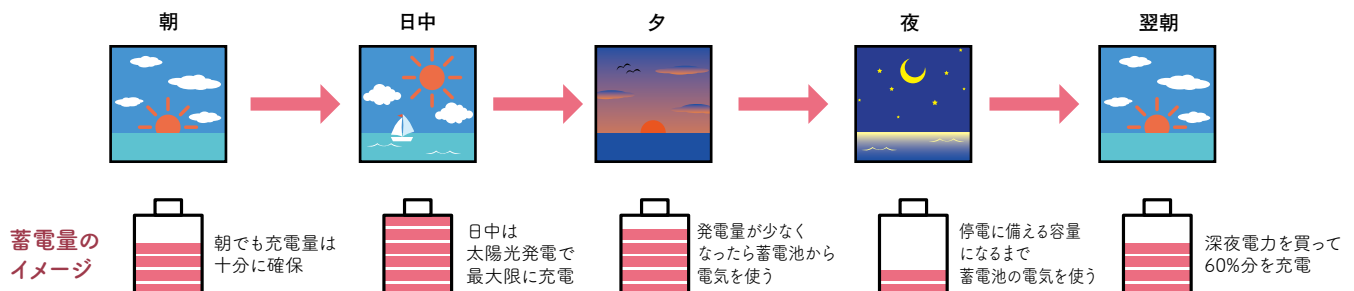 朝
日中
夕
夜
翌朝
蓄電量の
イメージ
朝でも充電量は
十分に確保
日中は
太陽光発電で
最大限に充電
発電量が少なく
なったら蓄電池から
電気を使う
停電に備える容量
になるまで
蓄電池の電気を使う
深夜電力を買って
60%分を充電